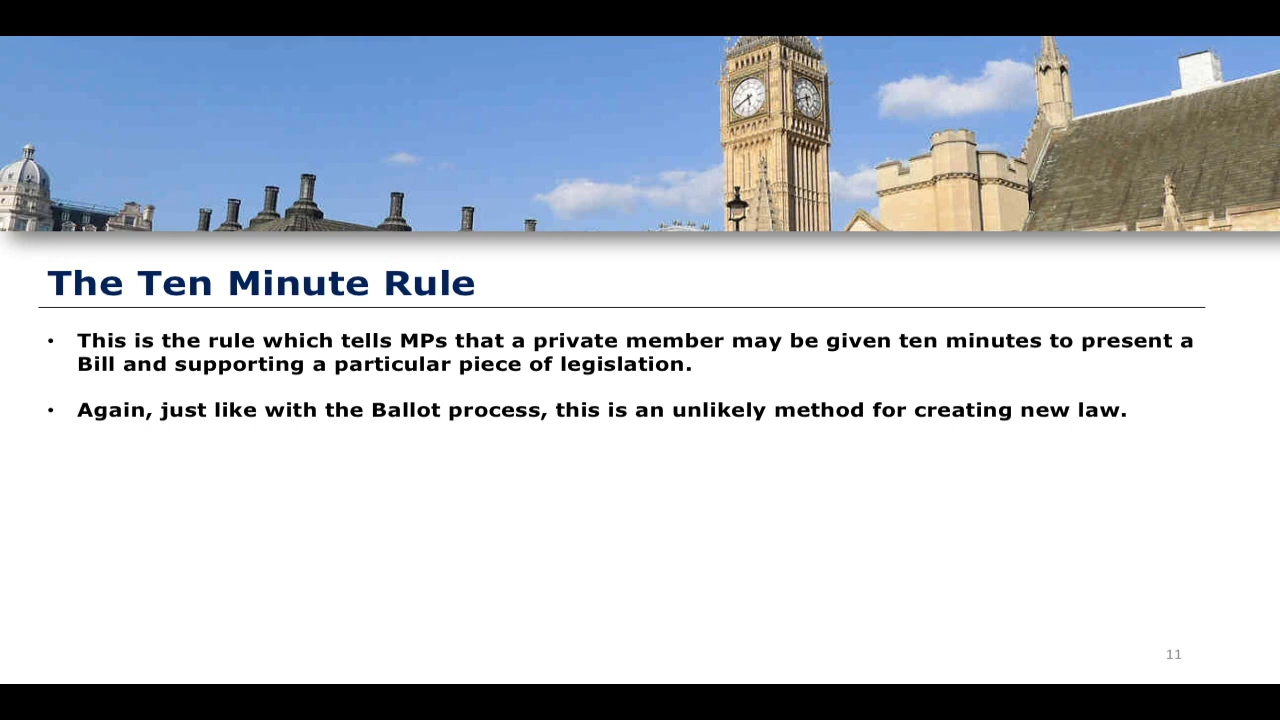 The Ten Minute Rule
• This is the rule which tells MPs that a private member may be given ten minutes to present a
Bill and supporting a particular piece of legislation.
• Again, just like with the Ballot process, this is an unlikely method for creating new law.
11